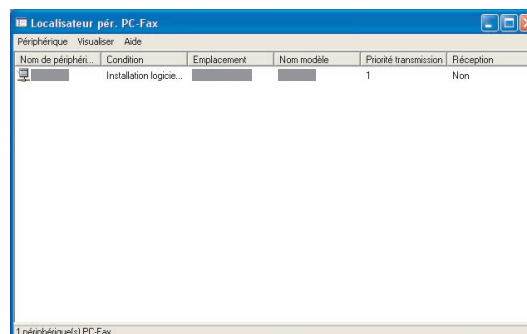 Localisateur pér. PC-Fax
Périphérique Visualiser Aide
Nom de périphéri... Condition Emplacement Nom modèle Priorité transmission Réception
Installation logicie... 1 Non
1 périphérique(s) PC-Fax